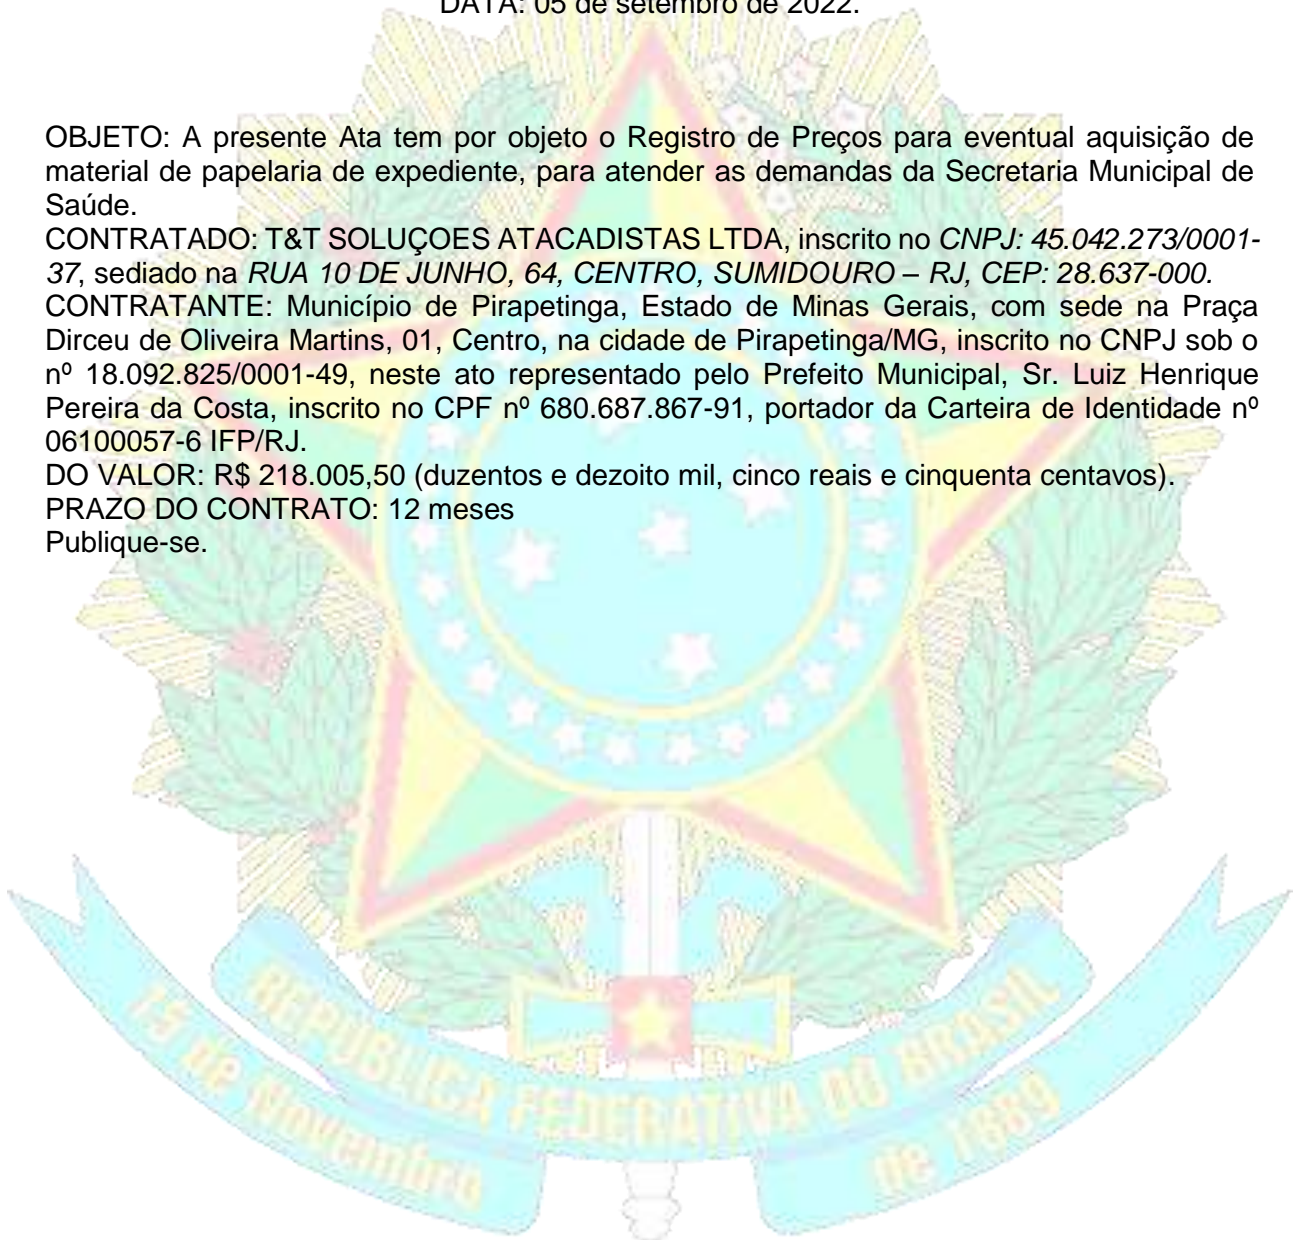 DATA: 05 de setembro de 2022.
OBJETO: A presente Ata tem por objeto o Registro de Preços para eventual aquisição de
material de papelaria de expediente, para atender as demandas da Secretaria Municipal de
Saúde.
CONTRATADO: T&T SOLUÇOES ATACADISTAS LTDA, inscrito no CNPJ: 45.042.273/0001-
37, sediado na RUA 10 DE JUNHO, 64, CENTRO, SUMIDOURO – RJ, CEP: 28.637-000.
CONTRATANTE: Município de Pirapetinga, Estado de Minas Gerais, com sede na Praça
Dirceu de Oliveira Martins, 01, Centro, na cidade de Pirapetinga/MG, inscrito no CNPJ sob o
nº 18.092.825/0001-49, neste ato representado pelo Prefeito Municipal, Sr. Luiz Henrique
Pereira da Costa, inscrito no CPF nº 680.687.867-91, portador da Carteira de Identidade nº
06100057-6 IFP/RJ.
DO VALOR: R$ 218.005,50 (duzentos e dezoito mil, cinco reais e cinquenta centavos).
PRAZO DO CONTRATO: 12 meses
Publique-se.
REPUBLICA FEDERATIVA DO BRASIL
15 de Novembro de 1889